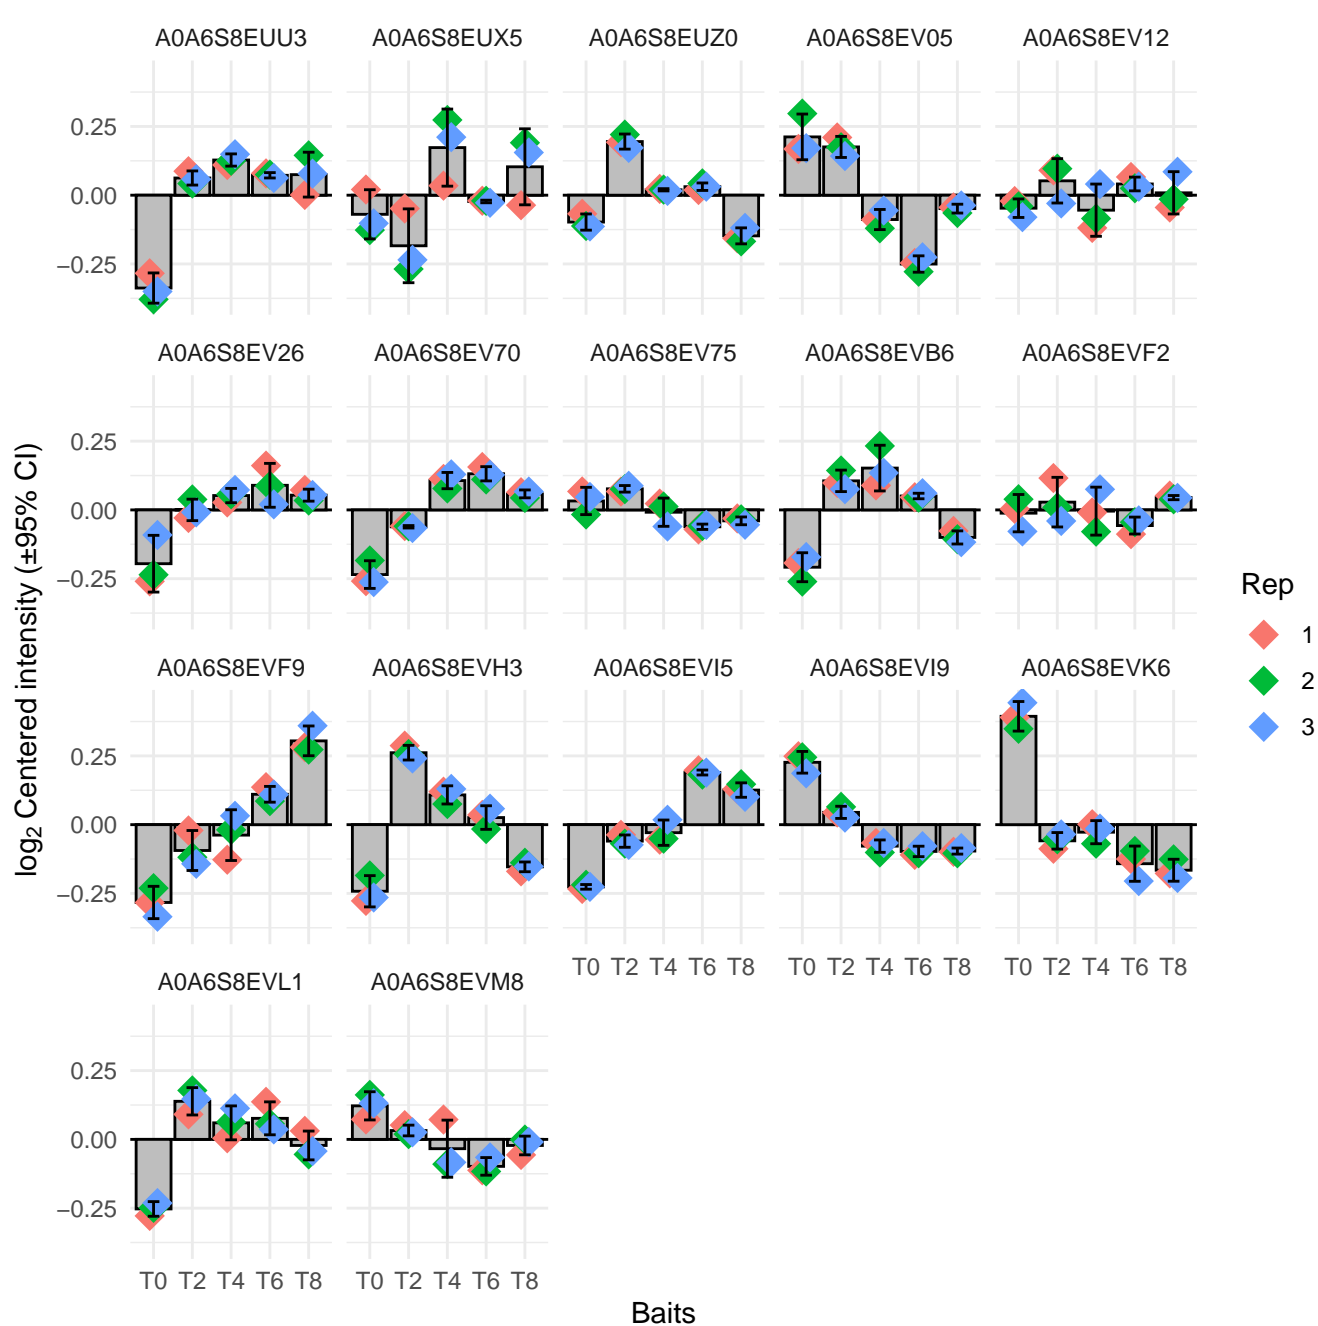 A0A6S8EUU3 A0A6S8EUX5 A0A6S8EUZ0 A0A6S8EV05 A0A6S8EV12
0.25
0.00
−0.25
A0A6S8EV26 A0A6S8EV70 A0A6S8EV75 A0A6S8EVB6 A0A6S8EVF2
0.25
0.00
−0.25
A0A6S8EVF9 A0A6S8EVH3 A0A6S8EVI5 A0A6S8EVI9 A0A6S8EVK6
0.25
0.00
−0.25
T0 T2 T4 T6 T8 T0 T2 T4 T6 T8 T0 T2 T4 T6 T8
A0A6S8EVL1 A0A6S8EVM8
0.25
0.00
−0.25
T0 T2 T4 T6 T8 T0 T2 T4 T6 T8
Baits
log₂ Centered intensity (±95% CI)
Rep
1
2
3